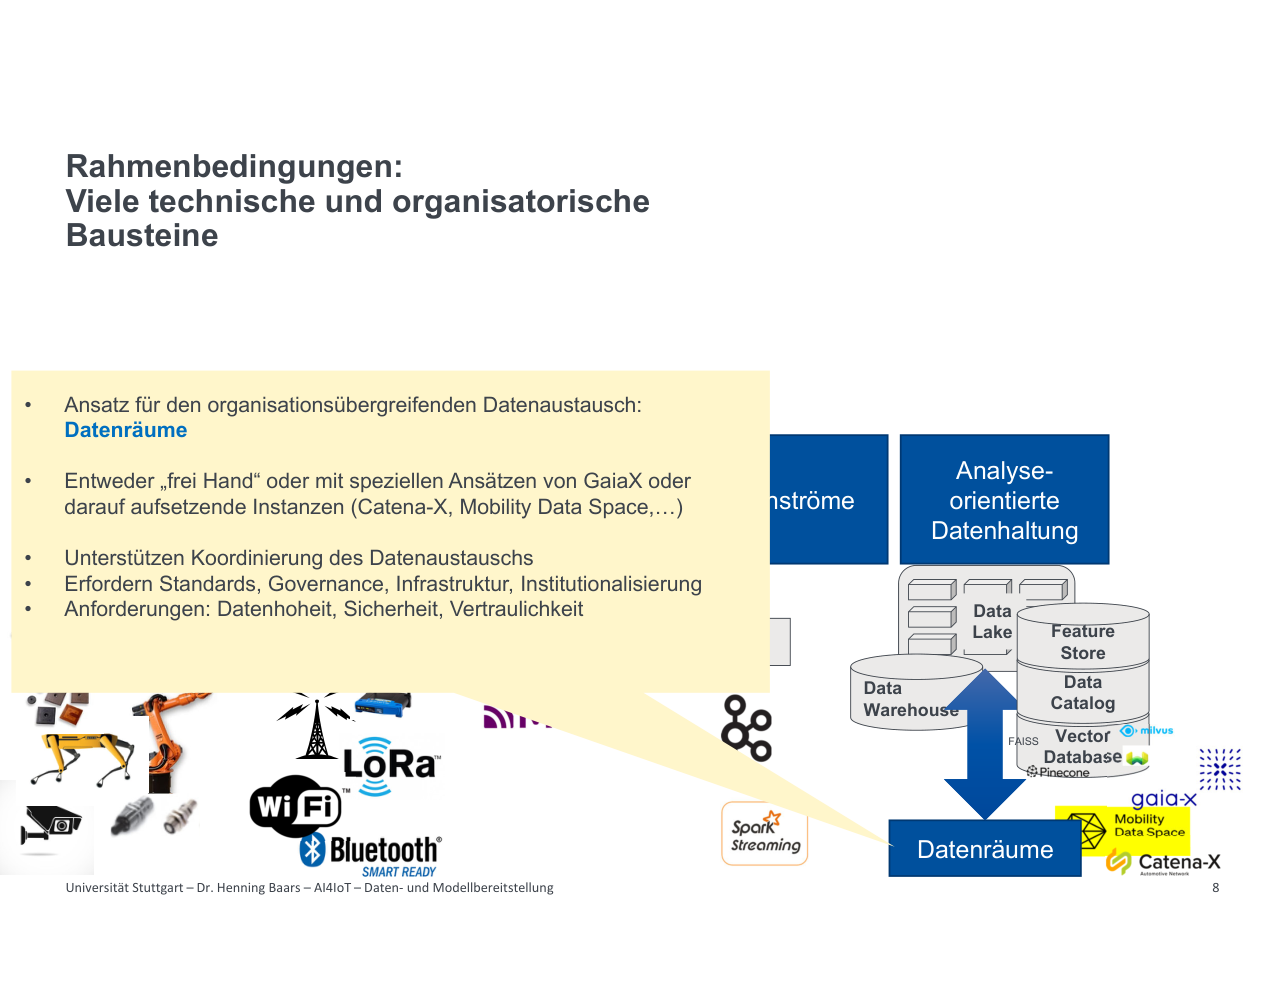 Rahmenbedingungen:
Viele technische und organisatorische
Bausteine
• Ansatz für den organisationsübergreifenden Datenaustausch:
Datenräume
• Entweder „frei Hand“ oder mit speziellen Ansätzen von GaiaX oder
darauf aufsetzende Instanzen (Catena-X, Mobility Data Space,…)
• Unterstützen Koordinierung des Datenaustauschs
• Erfordern Standards, Governance, Infrastruktur, Institutionalisierung
• Anforderungen: Datenhoheit, Sicherheit, Vertraulichkeit
nströme
Analyse-
orientierte
Datenhaltung
Data
Lake
Feature
Store
Data
Warehouse
Data
Catalog
Vector
Database
FAISS
milvus
Pinecone
LoRa™
WiFi™
Bluetooth®
SMART READY
Spark
Streaming
Datenräume
gaia-x
Mobility
Data Space
Catena-X
Automotive Network
Universität Stuttgart – Dr. Henning Baars – AI4IoT – Daten- und Modellbereitstellung
8